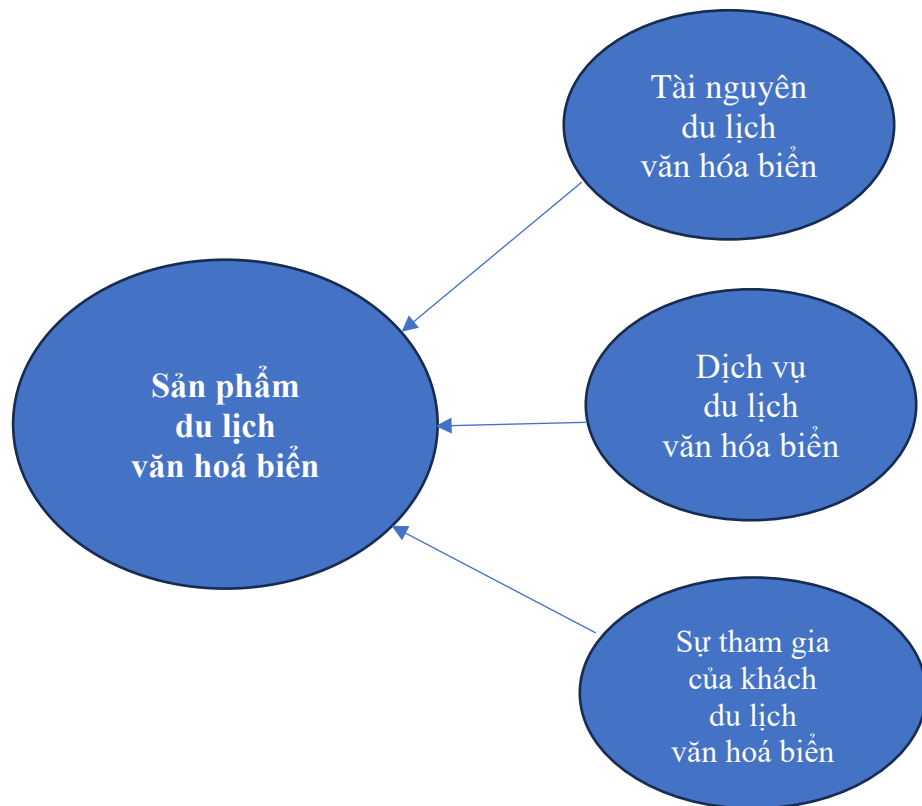 Tài nguyên
du lịch
văn hóa biển
Sản phẩm
du lịch
văn hoá biển
Dịch vụ
du lịch
văn hóa biển
Sự tham gia
của khách
du lịch
văn hoá biển